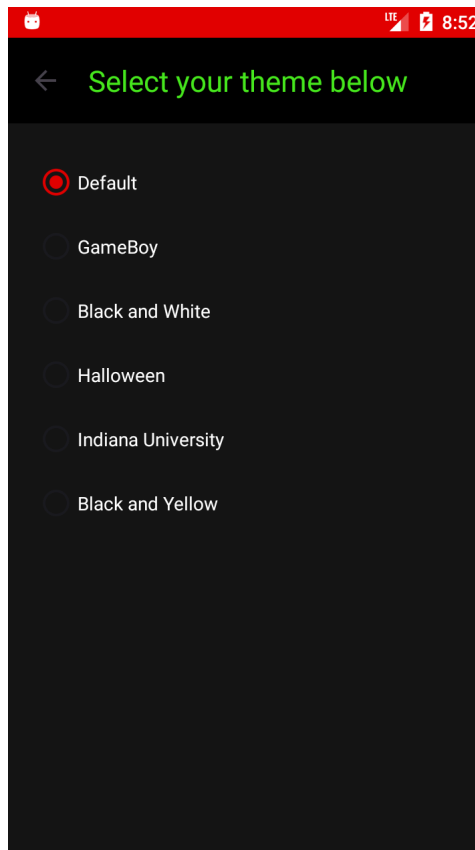 LTE 8:52
Select your theme below
Default
GameBoy
Black and White
Halloween
Indiana University
Black and Yellow